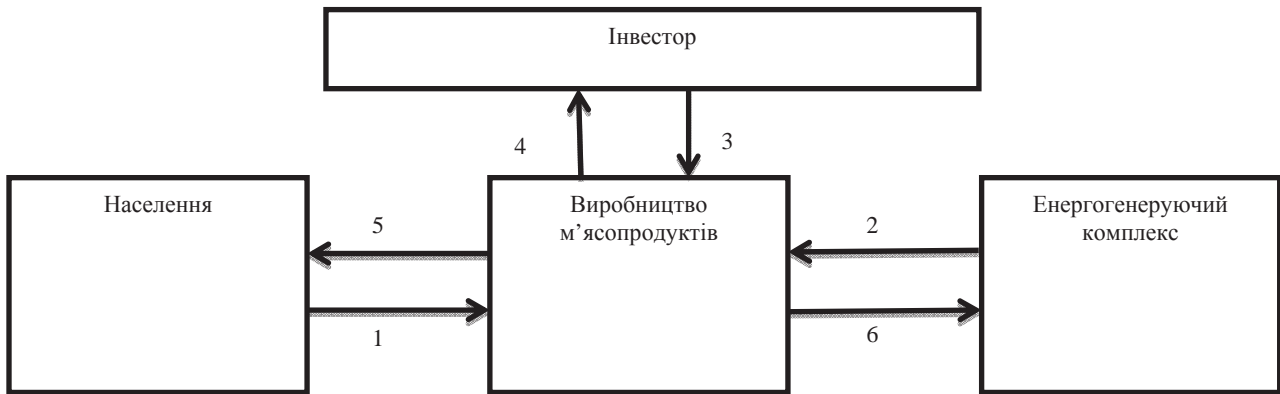 Інвестор
4
3
Населення
Виробництво
м’ясопродуктів
Енергогенеруючий
комплекс
5
2
1
6